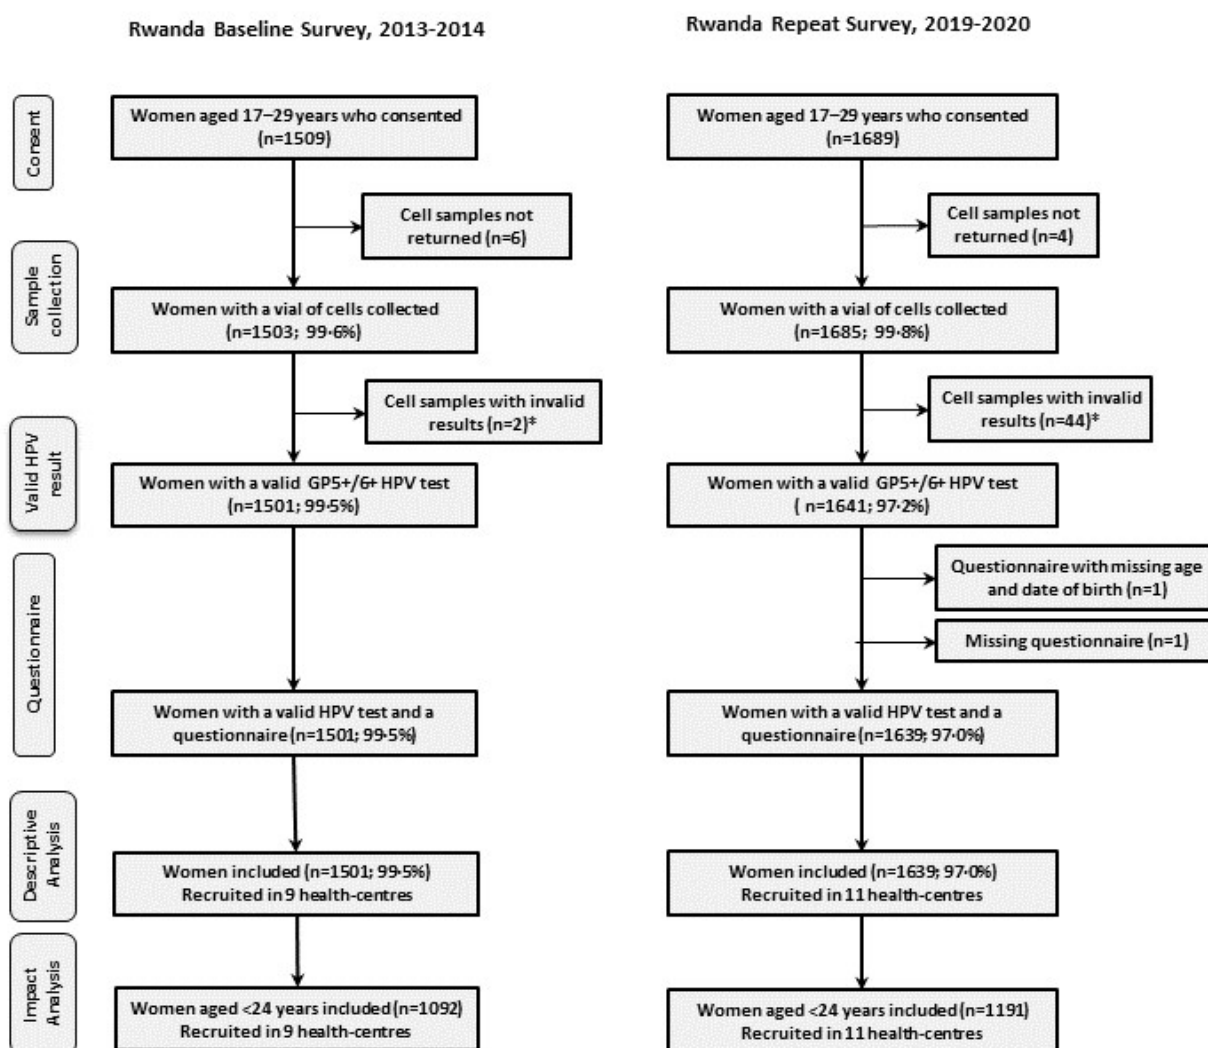 Rwanda Baseline Survey, 2013-2014
Rwanda Repeat Survey, 2019-2020
Consent
Women aged 17–29 years who consented
(n=1509)
Women aged 17–29 years who consented
(n=1689)
Cell samples not
returned (n=6)
Cell samples not
returned (n=4)
Sample
collection
Women with a vial of cells collected
(n=1503; 99·6%)
Women with a vial of cells collected
(n=1685; 99·8%)
Cell samples with invalid
results (n=2)*
Cell samples with invalid
results (n=44)*
Valid HPV
result
Women with a valid GP5+/6+ HPV test
(n=1501; 99·5%)
Women with a valid GP5+/6+ HPV test
( n=1641; 97·2%)
Questionnaire
Questionnaire with missing age
and date of birth (n=1)
Missing questionnaire (n=1)
Women with a valid HPV test and a
questionnaire (n=1501; 99·5%)
Women with a valid HPV test and a
questionnaire (n=1639; 97·0%)
Descriptive
Analysis
Women included (n=1501; 99·5%)
Recruited in 9 health-centres
Women included (n=1639; 97·0%)
Recruited in 11 health-centres
Impact
Analysis
Women aged <24 years included (n=1092)
Recruited in 9 health-centres
Women aged <24 years included (n=1191)
Recruited in 11 health-centres